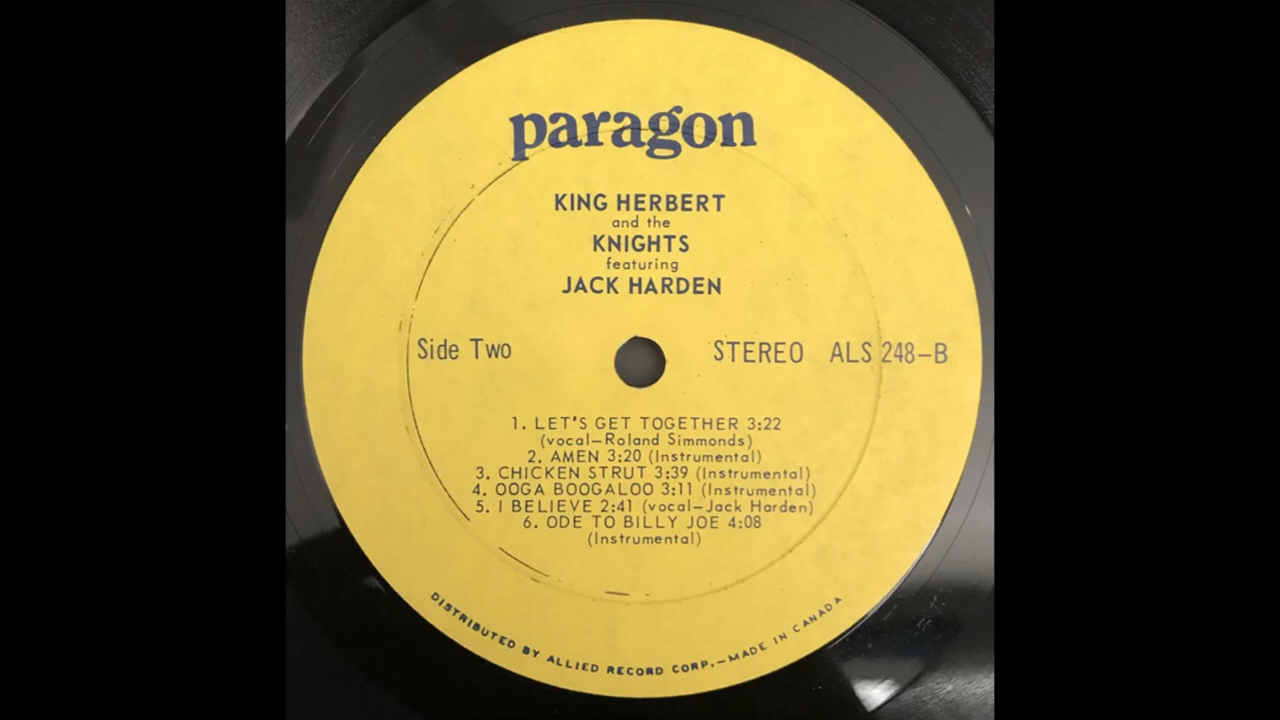 paragon
KING HERBERT
and the
KNIGHTS
featuring
JACK HARDEN
Side Two
STEREO ALS 248-B
1. LET'S GET TOGETHER 3:22
(vocal-Roland Simmonds)
2. AMEN 3:20 (Instrumental)
3. CHICKEN STRUT 3:39 (Instrumental)
4. OOGA BOOGALOO 3:11 (Instrumental)
5. I BELIEVE 2:41 (vocal-Jack Harden)
6. ODE TO BILLY JOE 4:08
(Instrumental)
DISTRIBUTED BY ALLIED RECORD CORP.-MADE IN CANADA